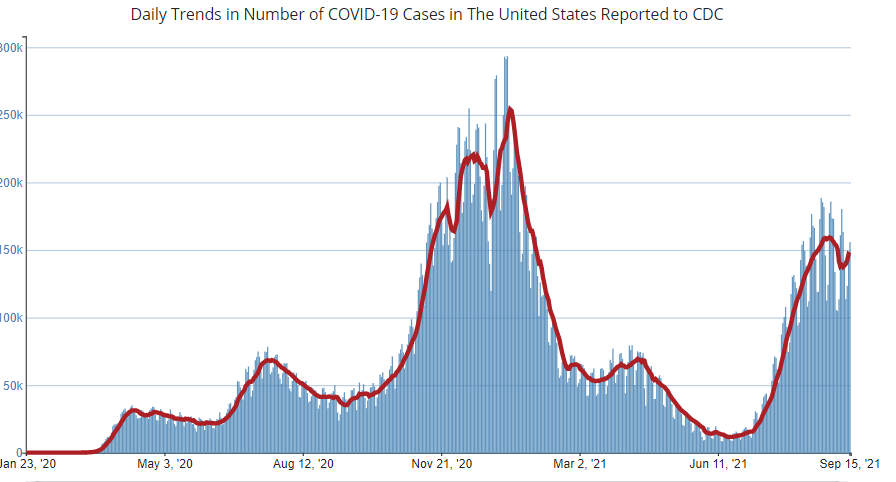 Daily Trends in Number of COVID-19 Cases in The United States Reported to CDC
300k
250k
200k
150k
100k
50k
0
Jan 23, '20 May 3, '20 Aug 12, '20 Nov 21, '20 Mar 2, '21 Jun 11, '21 Sep 15, '21